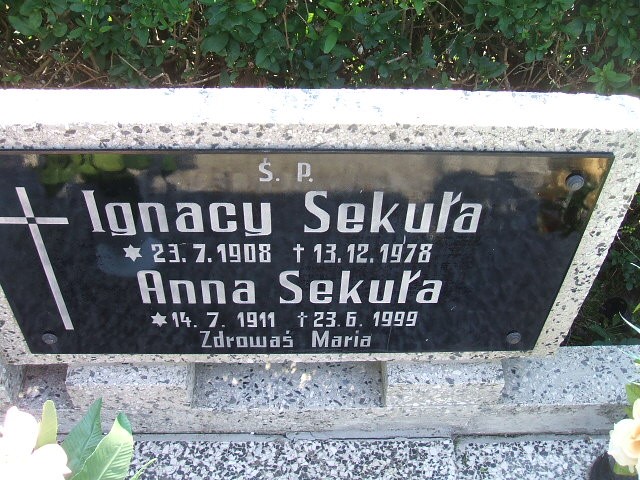 Ś. P.
Ignacy Sekuła
✶ 23.7.1908 † 13.12.1978
Anna Sekuła
✶ 14.7.1911 † 23.6.1999
Zdrowaś Maria